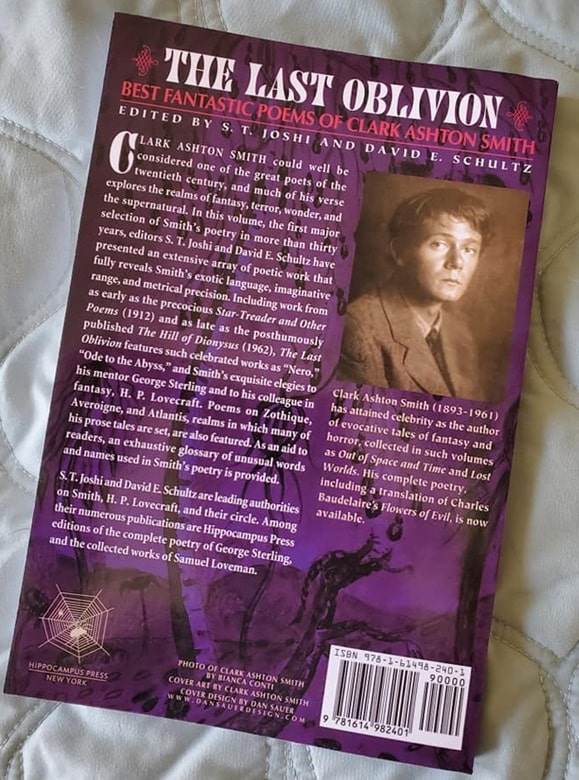 THE LAST OBLIVION
BEST FANTASTIC POEMS OF CLARK ASHTON SMITH
EDITED BY S. T. JOSHI AND DAVID E. SCHULTZ
CLARK ASHTON SMITH could well be
considered one of the great poets of the
twentieth century, and much of his verse
explores the realms of fantasy, terror, wonder, and
the supernatural. In this volume, the first major
selection of Smith's poetry in more than thirty
years, editors S. T. Joshi and David E. Schultz have
presented an extensive array of poetic work that
fully reveals Smith's exotic language, imaginative
range, and metrical precision. Including work from
as early as the precocious Star-Treader and Other
Poems (1912) and as late as the posthumously
published The Hill of Dionysus (1962), The Last
Oblivion features such celebrated works as "Nero,"
"Ode to the Abyss," and Smith's exquisite elegies to
his mentor George Sterling and to his colleague in
fantasy, H. P. Lovecraft. Poems on Zothique,
Averoigne, and Atlantis, realms in which many of
his prose tales are set, are also featured. As an aid to
readers, an exhaustive glossary of unusual words
and names used in Smith's poetry is provided.
S. T. Joshi and David E. Schultz are leading authorities
on Smith, H. P. Lovecraft, and their circle. Among
their numerous publications are Hippocampus Press
editions of the complete poetry of George Sterling,
and the collected works of Samuel Loveman.
Clark Ashton Smith (1893-1961)
has attained celebrity as the author
of evocative tales of fantasy and
horror, collected in such volumes
as Out of Space and Time and Lost
Worlds. His complete poetry,
including a translation of Charles
Baudelaire's Flowers of Evil, is now
available.
HIPPOCAMPUS PRESS
NEW YORK
PHOTO OF CLARK ASHTON SMITH
BY BIANCA CONTI
COVER ART BY CLARK ASHTON SMITH
COVER DESIGN BY DAN SAUER
WWW.DANSAUERDESIGN.COM
ISBN 978-1-61498-240-1
90000
9 781614 982401